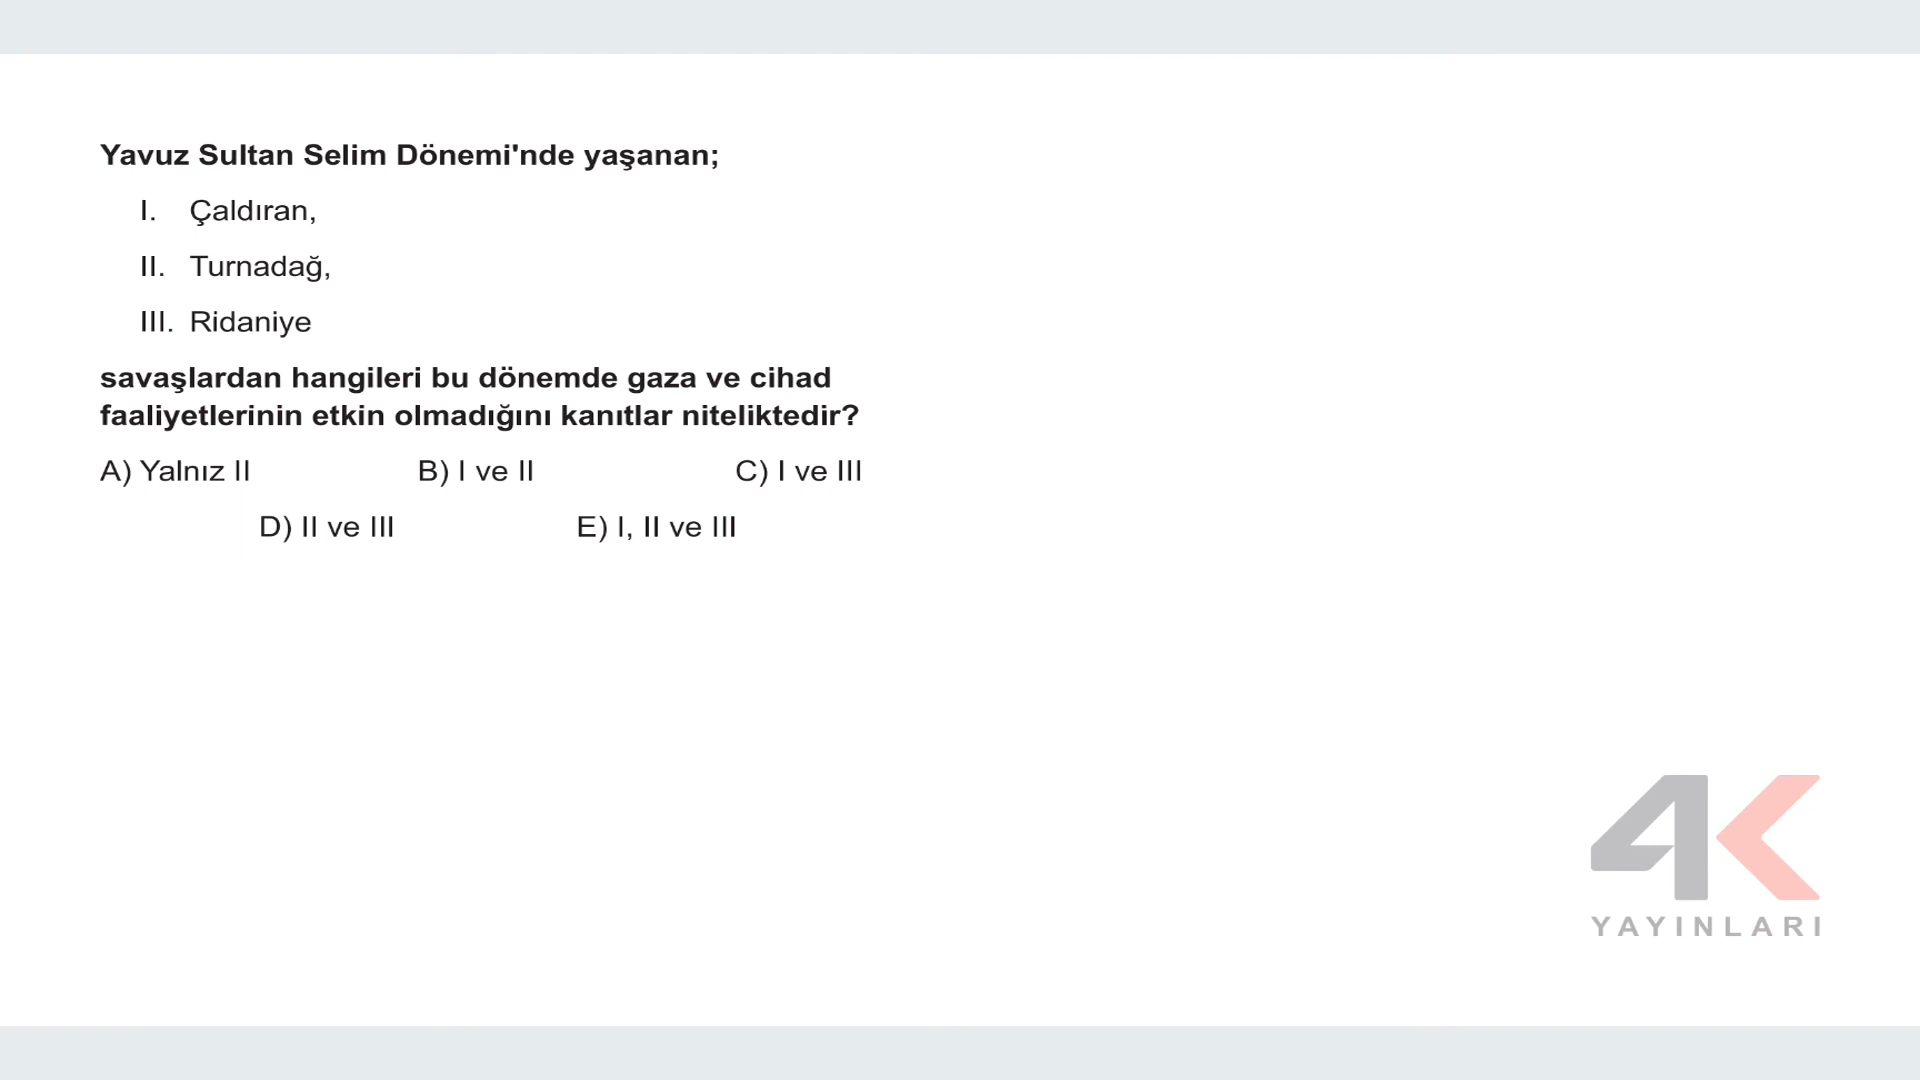 Yavuz Sultan Selim Dönemi'nde yaşanan;
I. Çaldıran,
II. Turnadağ,
III. Ridaniye
savaşlardan hangileri bu dönemde gaza ve cihad
faaliyetlerinin etkin olmadığını kanıtlar niteliktedir?
A) Yalnız II B) I ve II C) I ve III
D) II ve III E) I, II ve III
4K
YAYINLARI